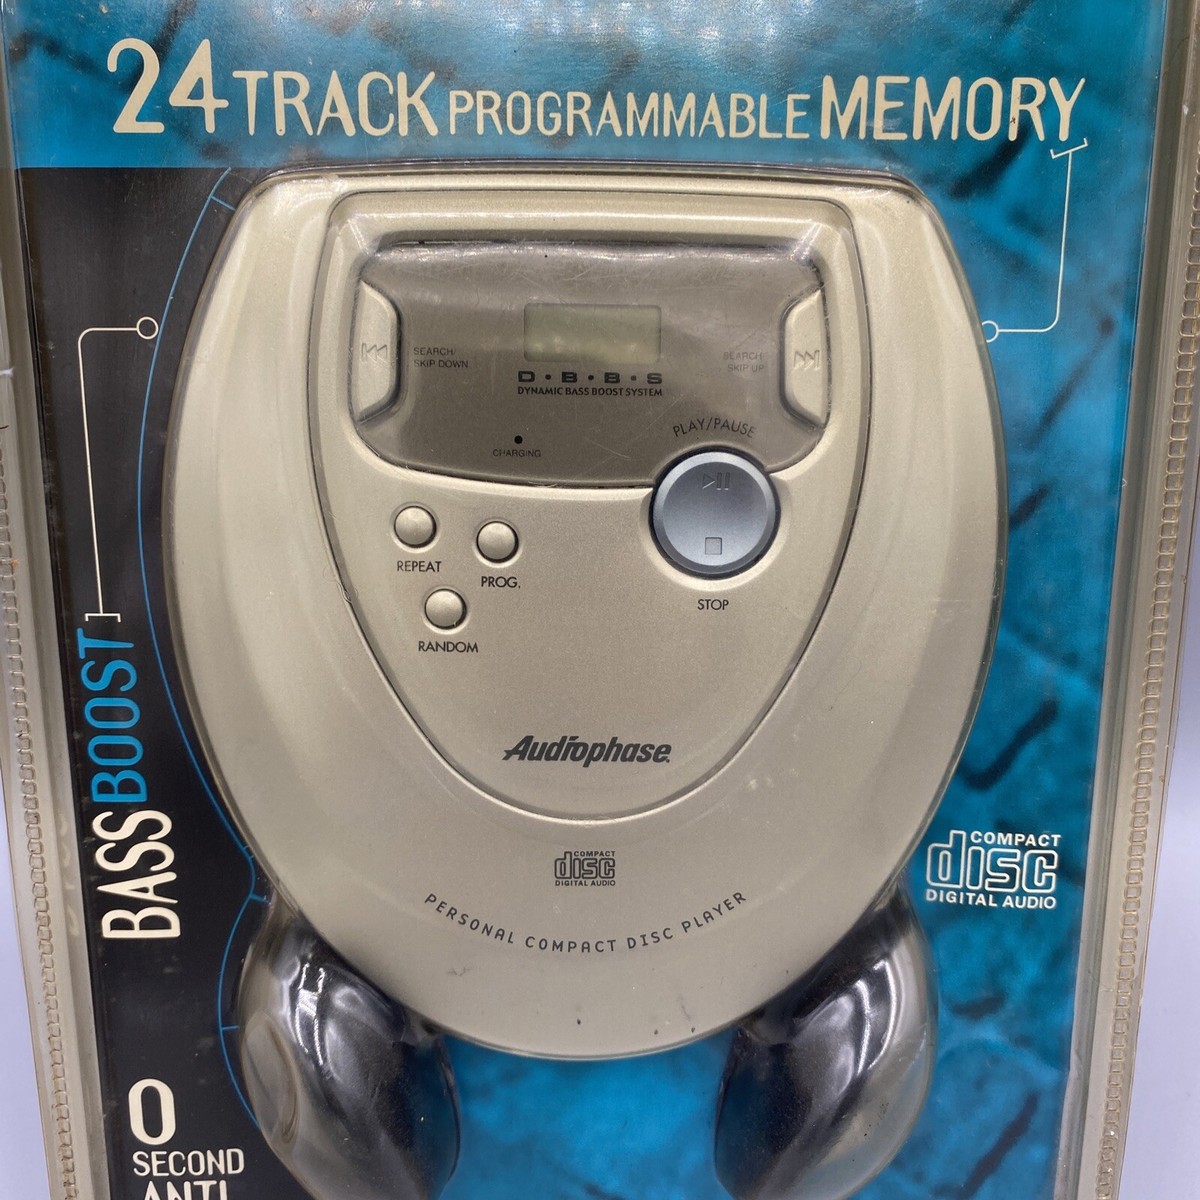 24 TRACK PROGRAMMABLE MEMORY
SEARCH/
SKIP DOWN
SEARCH/
SKIP UP
D·B·B·S
DYNAMIC BASS BOOST SYSTEM
CHARGING
PLAY/PAUSE
REPEAT
PROG.
RANDOM
STOP
BASS BOOST
Audiophase
COMPACT
disc
DIGITAL AUDIO
PERSONAL COMPACT DISC PLAYER
COMPACT
disc
DIGITAL AUDIO
0
SECOND
ANTI